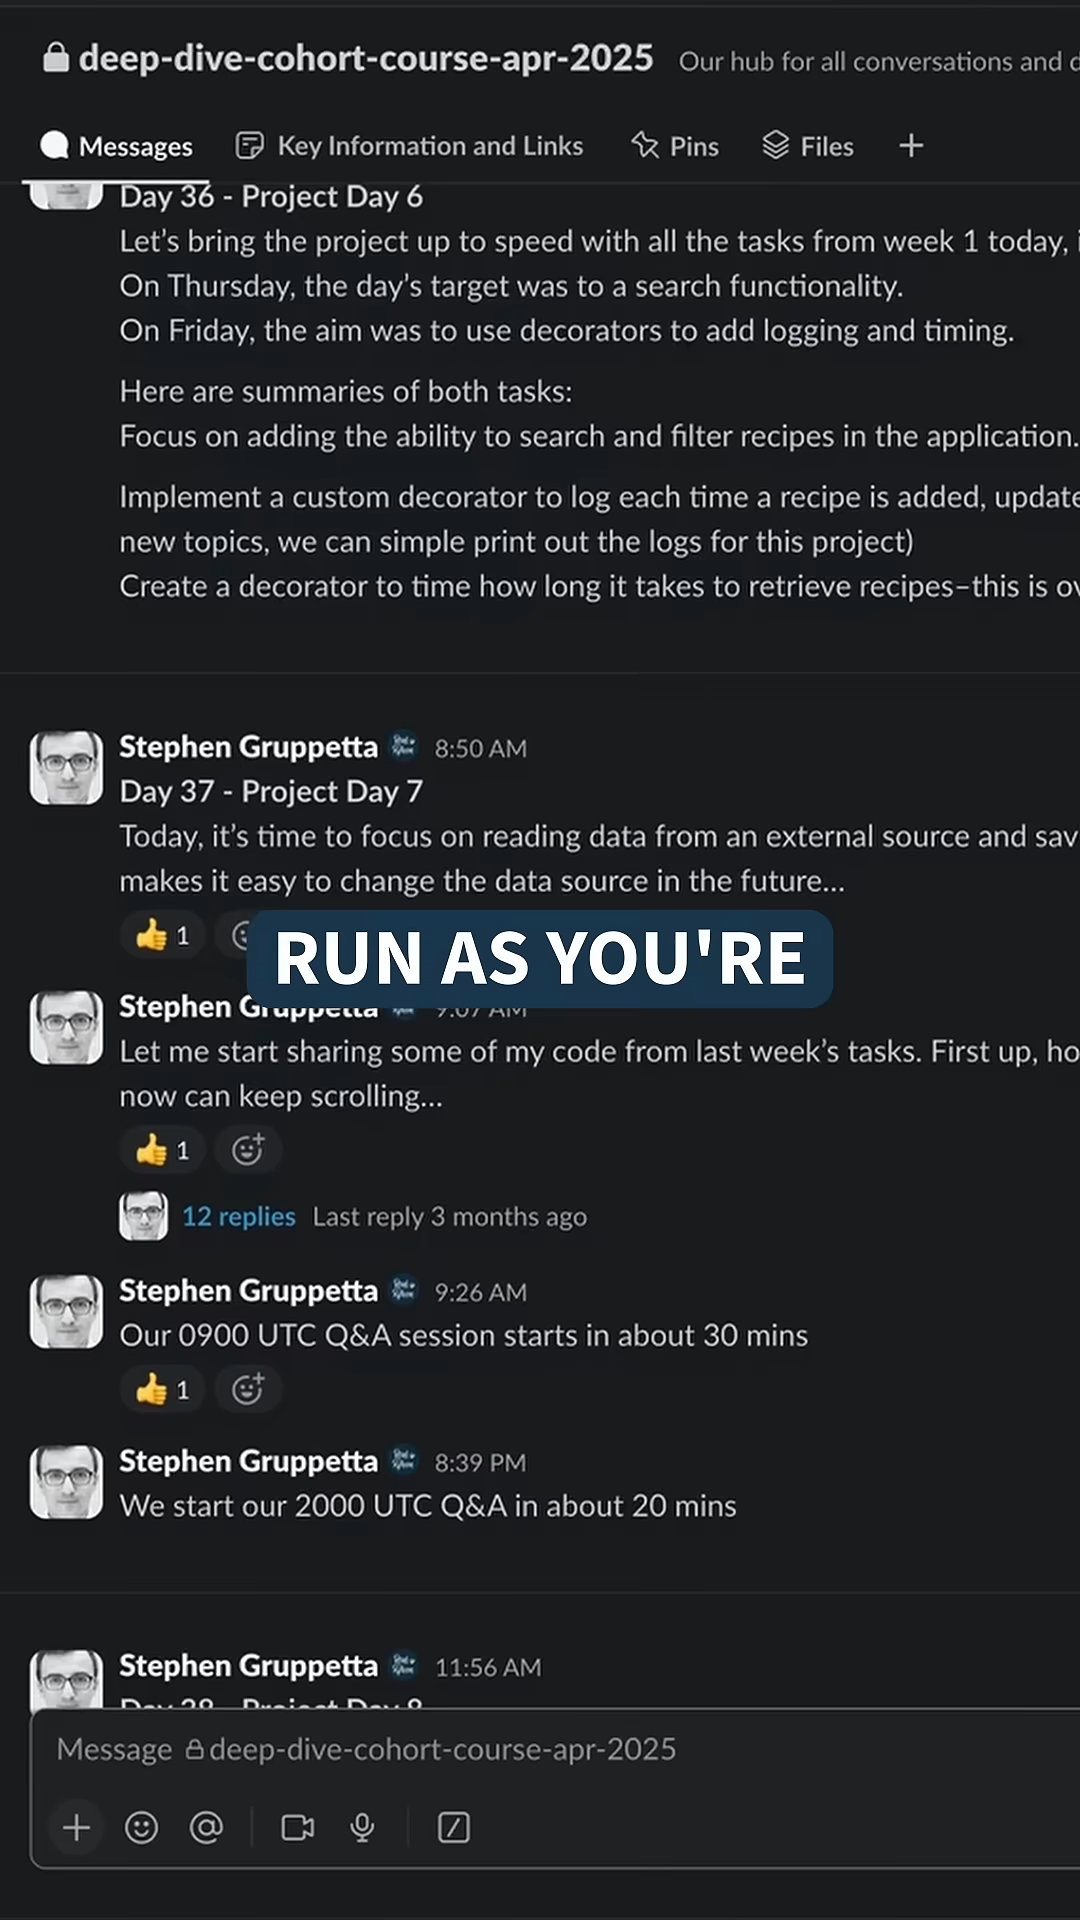 deep-dive-cohort-course-apr-2025 Our hub for all conversations and
Messages Key Information and Links Pins Files
Day 36 - Project Day 6
Let's bring the project up to speed with all the tasks from week 1 today,
On Thursday, the day's target was to a search functionality.
On Friday, the aim was to use decorators to add logging and timing.
Here are summaries of both tasks:
Focus on adding the ability to search and filter recipes in the application.
Implement a custom decorator to log each time a recipe is added, update
new topics, we can simple print out the logs for this project)
Create a decorator to time how long it takes to retrieve recipes–this is
Stephen Gruppetta 8:50 AM
Day 37 - Project Day 7
Today, it's time to focus on reading data from an external source and sav
makes it easy to change the data source in the future...
👍 1
RUN AS YOU'RE
Stephen Gruppetta 9:07 AM
Let me start sharing some of my code from last week's tasks. First up, ho
now can keep scrolling...
👍 1
12 replies Last reply 3 months ago
Stephen Gruppetta 9:26 AM
Our 0900 UTC Q&A session starts in about 30 mins
👍 1
Stephen Gruppetta 8:39 PM
We start our 2000 UTC Q&A in about 20 mins
Stephen Gruppetta 11:56 AM
Day 38 - Project Day 8
Message deep-dive-cohort-course-apr-2025